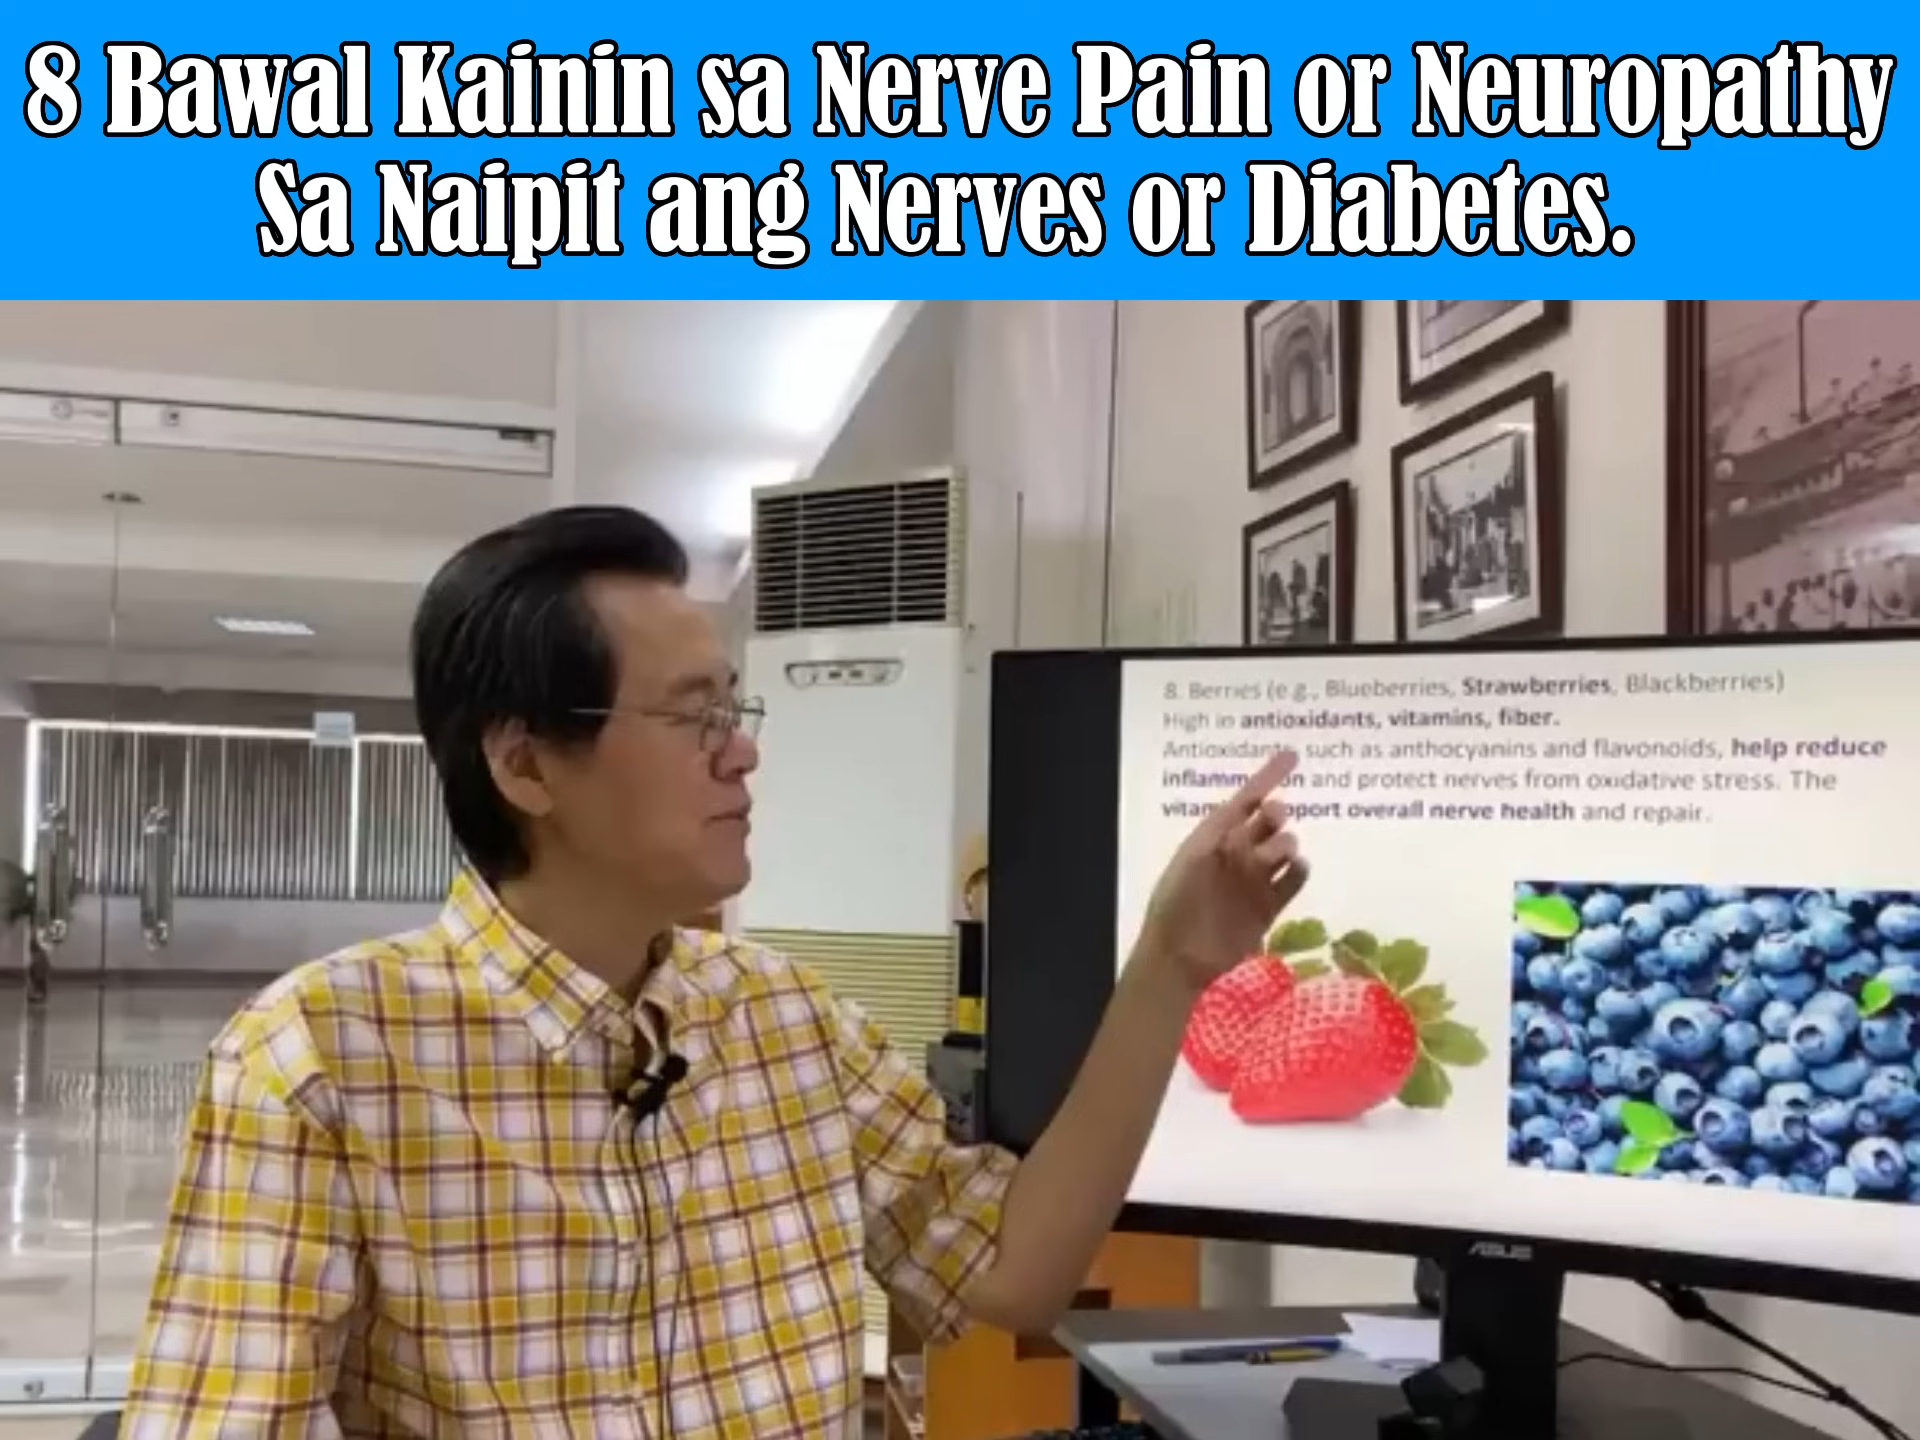 8 Bawal Kainin sa Nerve Pain or Neuropathy
Sa Naipit ang Nerves or Diabetes.
8. Berries (e.g., Blueberries, Strawberries, Blackberries)
High in antioxidants, vitamins, fiber.
Antioxidants such as anthocyanins and flavonoids, help reduce
and protect nerves from oxidative stress. The
overall nerve health and repair.
ASUS